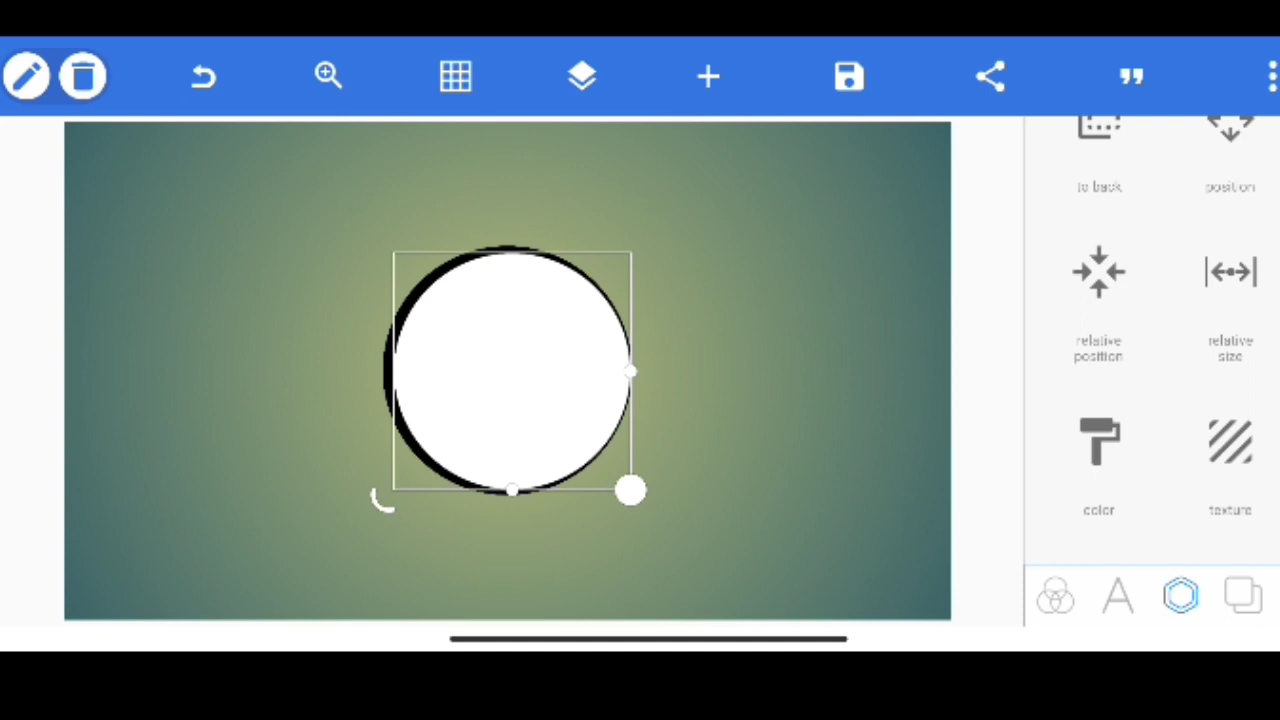 to back
position
relative
position
relative
size
color
texture